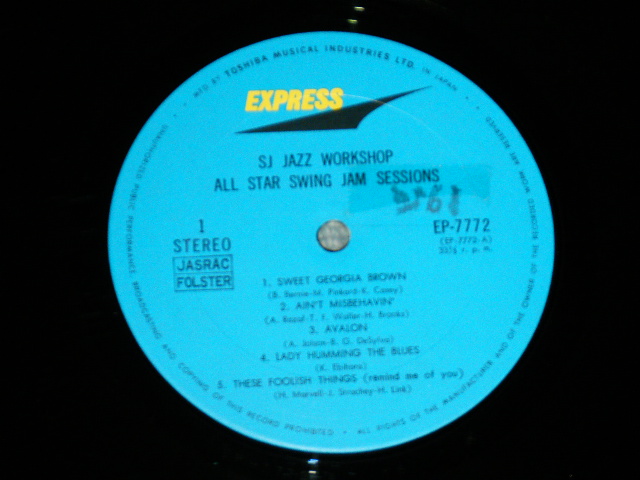 MFD BY TOSHIBA MUSICAL INDUSTRIES LTD. IN JAPAN
EXPRESS
SJ JAZZ WORKSHOP
ALL STAR SWING JAM SESSIONS
1
STEREO
JASRAC
FOLSTER
EP-7772
(EP-7772-A)
33⅓ r. p. m.
1. SWEET GEORGIA BROWN
(B. Bernie-M. Pinkard-K. Casey)
2. AIN'T MISBEHAVIN'
(A. Razaf-T. F. Waller-H. Brooks)
3. AVALON
(A. Jolson-B. G. DeSylva)
4. LADY HUMMING THE BLUES
(K. Ebihara)
5. THESE FOOLISH THINGS (remind me of you)
(H. Marvell-J. Strachey-H. Link)
UNAUTHORIZED PUBLIC PERFORMANCE BROADCASTING AND COPYING OF THIS RECORD PROHIBITED • ALL RIGHTS OF THE MANUFACTURER AND OF THE OWNER OF THE RECORDED WORK ARE RESERVED